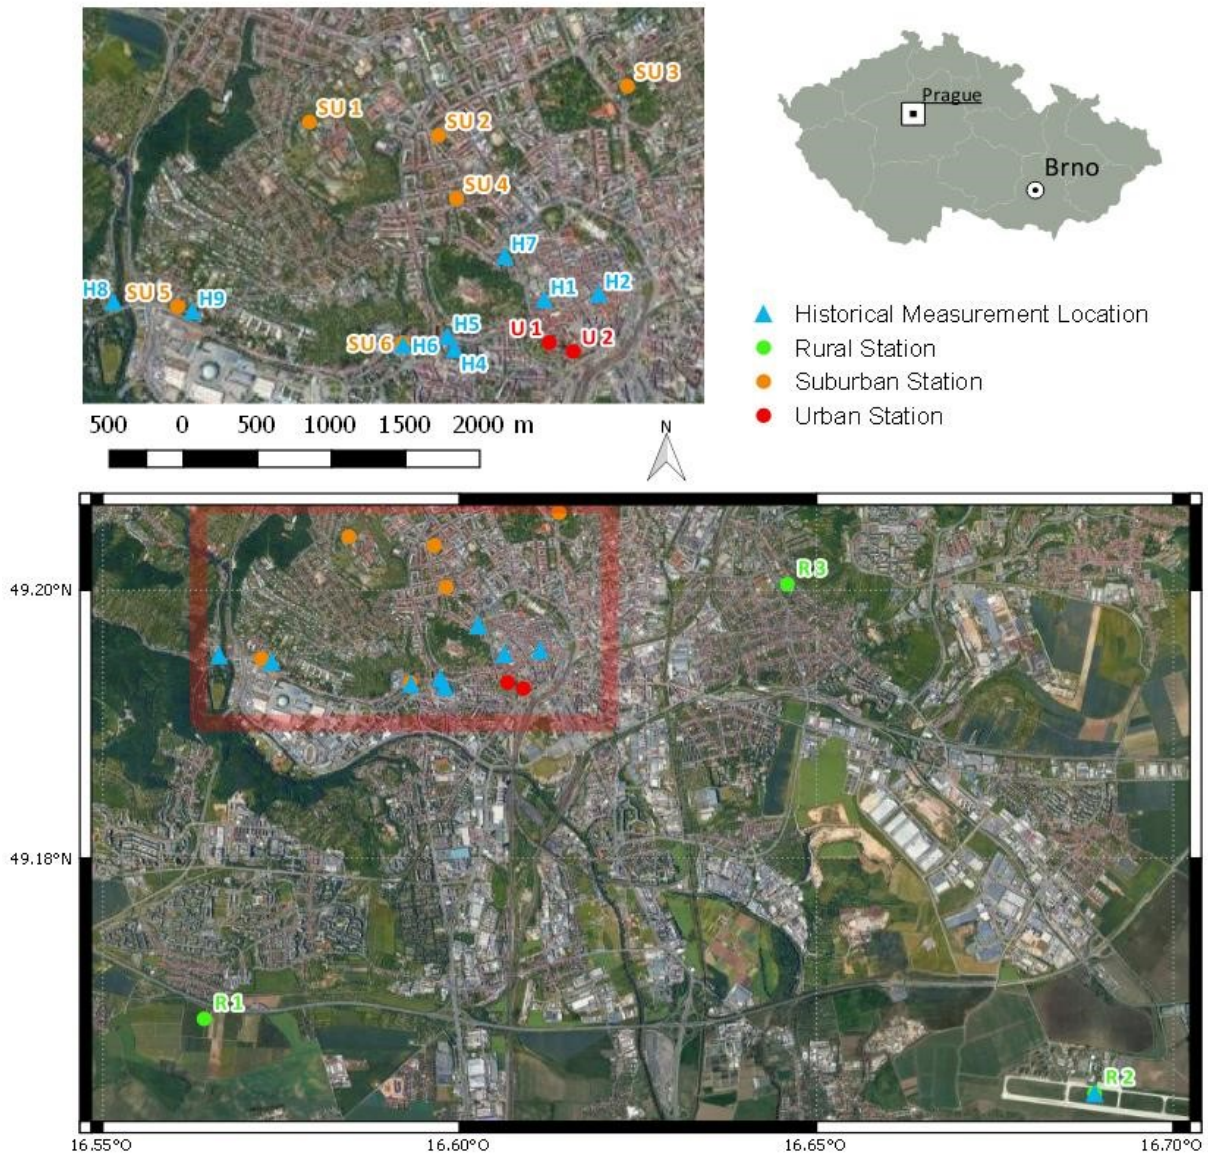 SU 3
SU 1
SU 2
SU 4
H7
H8
SU 5
H9
H1
H2
H5
U 1
U 2
SU 6
H6
H4
Prague
Brno
Historical Measurement Location
Rural Station
Suburban Station
Urban Station
500 0 500 1000 1500 2000 m
N
R 3
49.20°N
49.18°N
R 1
R 2
16.55°O 16.60°O 16.65°O 16.70°O